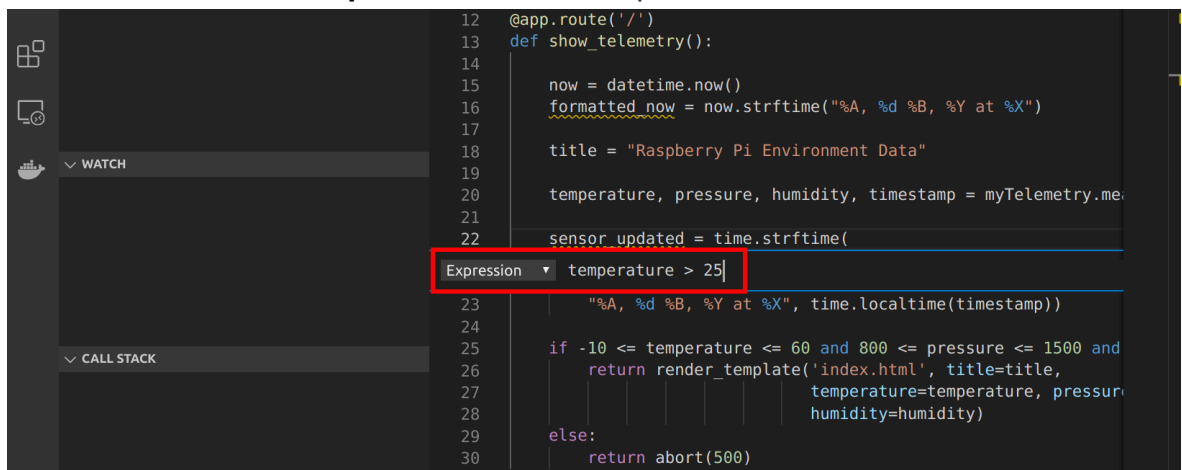 12 @app.route('/')
13 def show_telemetry():
14
15 now = datetime.now()
16 formatted_now = now.strftime("%A, %d %B, %Y at %X")
17
WATCH
18 title = "Raspberry Pi Environment Data"
19
20 temperature, pressure, humidity, timestamp = myTelemetry.mea
21
22 sensor_updated = time.strftime(
Expression temperature > 25
23 "%A, %d %B, %Y at %X", time.localtime(timestamp))
24
CALL STACK
25 if -10 <= temperature <= 60 and 800 <= pressure <= 1500 and
26 return render_template('index.html', title=title,
27 temperature=temperature, pressur
28 humidity=humidity)
29 else:
30 return abort(500)